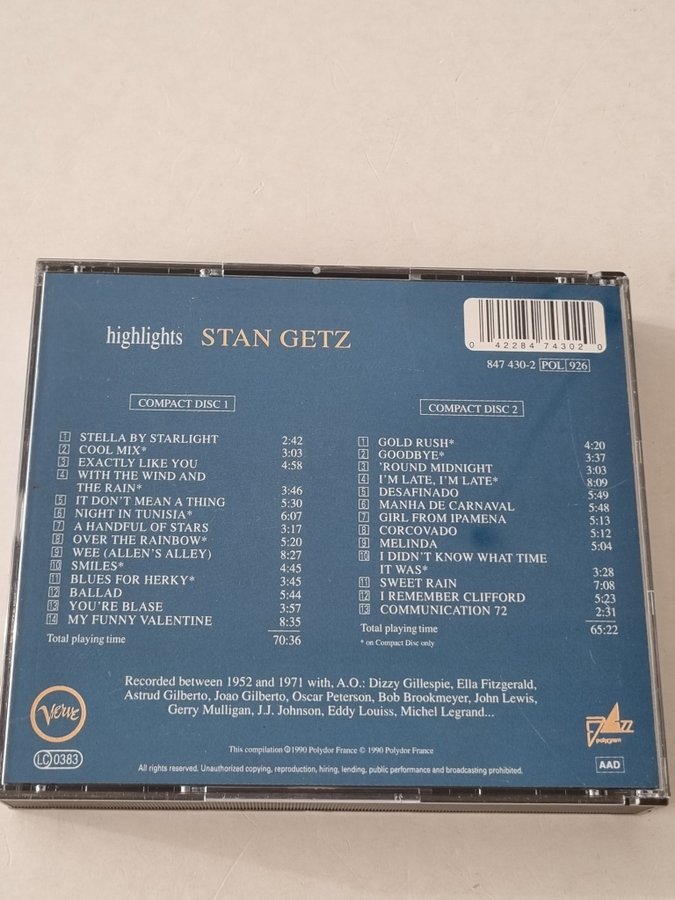 highlights STAN GETZ
0 42284 74302 0
847 430-2 POL 926
COMPACT DISC 1
1 STELLA BY STARLIGHT 2:42
2 COOL MIX* 3:03
3 EXACTLY LIKE YOU 4:58
4 WITH THE WIND AND
THE RAIN* 3:46
5 IT DON'T MEAN A THING 5:30
6 NIGHT IN TUNISIA* 6:07
7 A HANDFUL OF STARS 3:17
8 OVER THE RAINBOW* 5:20
9 WEE (ALLEN'S ALLEY) 8:27
10 SMILES* 4:45
11 BLUES FOR HERKY* 3:45
12 BALLAD 5:44
13 YOU'RE BLASE 3:57
14 MY FUNNY VALENTINE 8:35
Total playing time 70:36
COMPACT DISC 2
1 GOLD RUSH* 4:20
2 GOODBYE* 3:37
3 'ROUND MIDNIGHT 3:03
4 I'M LATE, I'M LATE* 8:09
5 DESAFINADO 5:49
6 MANHA DE CARNAVAL 5:48
7 GIRL FROM IPAMENA 5:13
8 CORCOVADO 5:12
9 MELINDA 5:04
10 I DIDN'T KNOW WHAT TIME
IT WAS* 3:28
11 SWEET RAIN 7:08
12 I REMEMBER CLIFFORD 5:23
13 COMMUNICATION 72 2:31
Total playing time 65:22
* on Compact Disc only
Recorded between 1952 and 1971 with, A.O.: Dizzy Gillespie, Ella Fitzgerald,
Astrud Gilberto, Joao Gilberto, Oscar Peterson, Bob Brookmeyer, John Lewis,
Gerry Mulligan, J.J. Johnson, Eddy Louiss, Michel Legrand...
Verve
JAZZ
polygram
This compilation ℗ 1990 Polydor France © 1990 Polydor France
LC 0383
All rights reserved. Unauthorized copying, reproduction, hiring, lending, public performance and broadcasting prohibited.
AAD